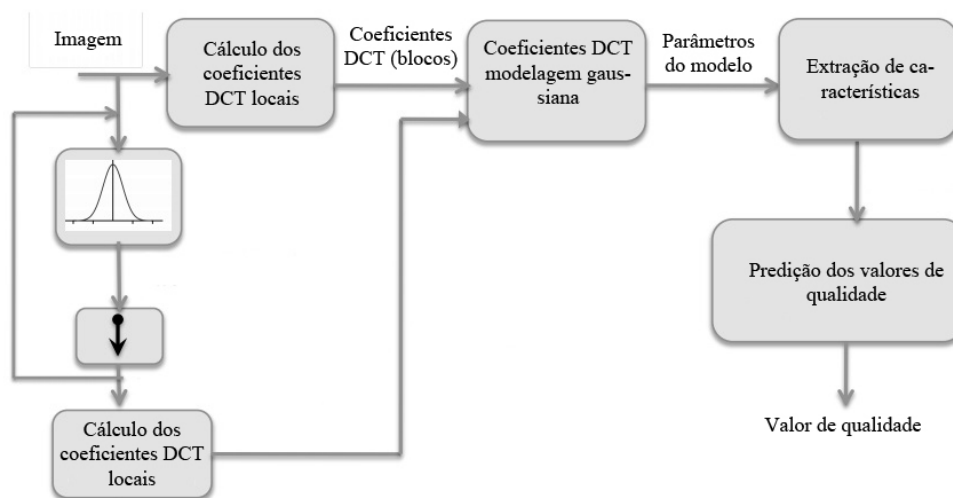 Imagem
Cálculo dos
coeficientes
DCT locais
Coeficientes
DCT (blocos)
Coeficientes DCT
modelagem gaus-
siana
Parâmetros
do modelo
Extração de ca-
racterísticas
Predição dos valores de
qualidade
Valor de qualidade
Cálculo dos
coeficientes DCT
locais